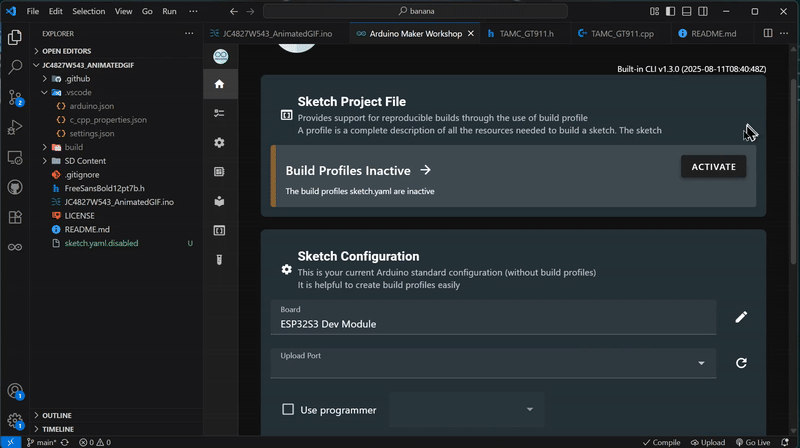 File Edit Selection View Go Run ···
banana
EXPLORER ···
OPEN EDITORS
JC4827W543_ANIMATEDGIF
.github
.vscode
arduino.json
c_cpp_properties.json
settings.json
build
SD Content
.gitignore
FreeSansBold12pt7b.h
JC4827W543_AnimatedGIF.ino
LICENSE
README.md
sketch.yaml.disabled U
OUTLINE
TIMELINE
2
1
1
JC4827W543_AnimatedGIF.ino
Arduino Maker Workshop
TAMC_GT911.h
TAMC_GT911.cpp
README.md
Built-in CLI v1.3.0 (2025-08-11T08:40:48Z)
Sketch Project File
Provides support for reproducible builds through the use of build profile
A profile is a complete description of all the resources needed to build a sketch. The sketch
Build Profiles Inactive
ACTIVATE
The build profiles sketch.yaml are inactive
Sketch Configuration
This is your current Arduino standard configuration (without build profiles)
It is helpful to create build profiles easily
Board
ESP32S3 Dev Module
Upload Port
Use programmer
main* 0 0
Compile Upload Go Live